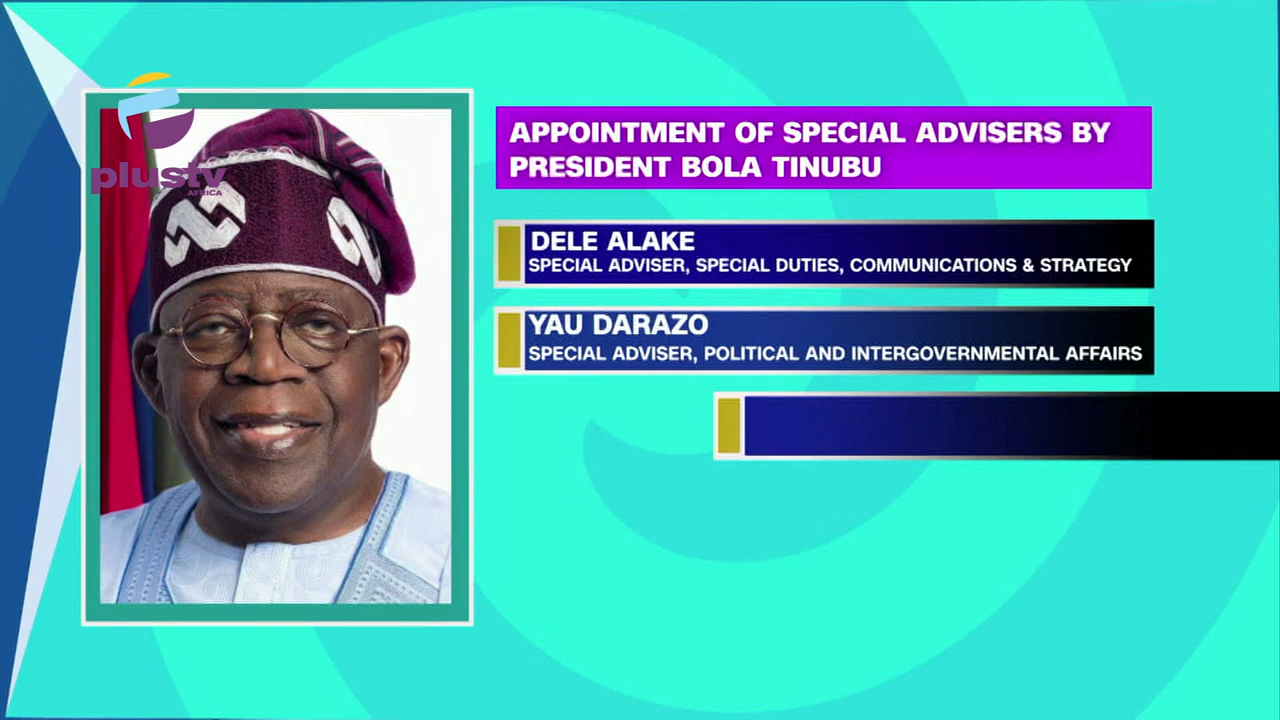 plustv
AFRICA
APPOINTMENT OF SPECIAL ADVISERS BY
PRESIDENT BOLA TINUBU
DELE ALAKE
SPECIAL ADVISER, SPECIAL DUTIES, COMMUNICATIONS & STRATEGY
YAU DARAZO
SPECIAL ADVISER, POLITICAL AND INTERGOVERNMENTAL AFFAIRS